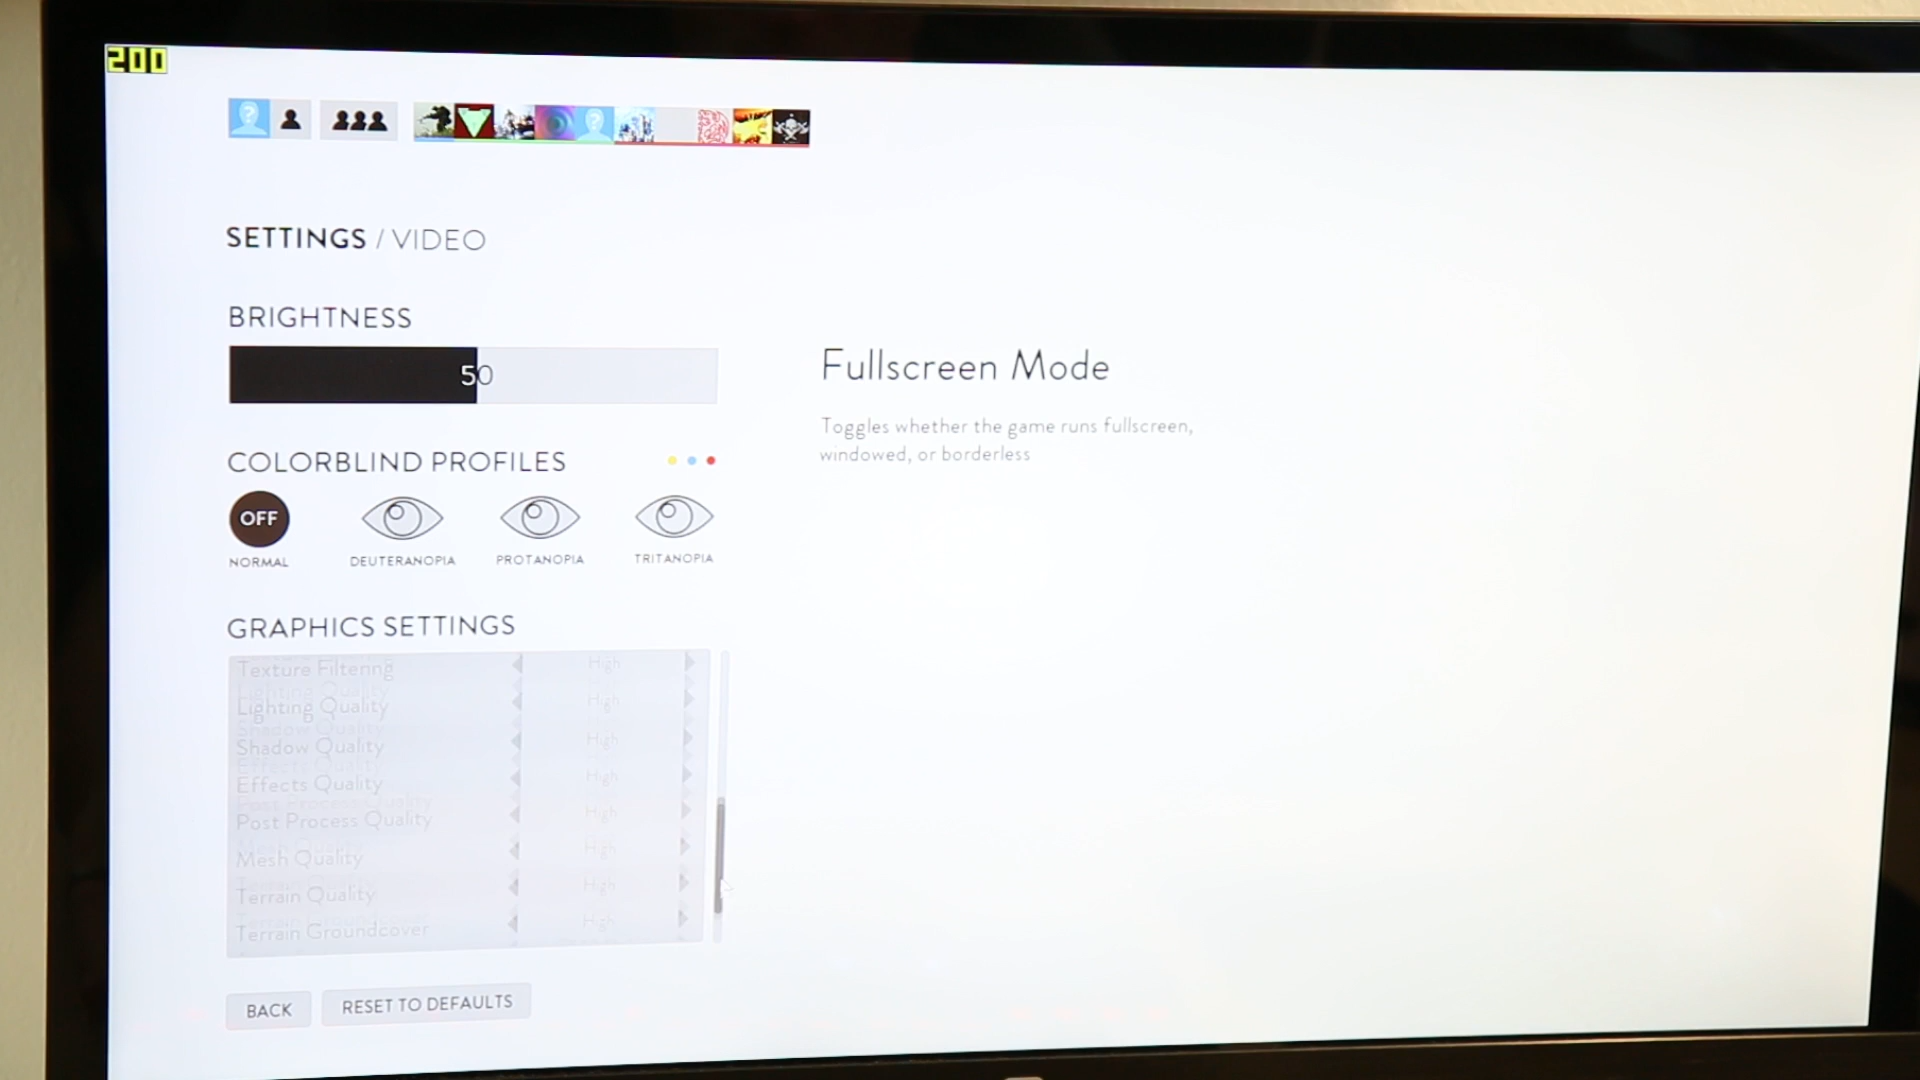 200
SETTINGS / VIDEO
BRIGHTNESS
50
Fullscreen Mode
Toggles whether the game runs fullscreen,
windowed, or borderless
COLORBLIND PROFILES
OFF
NORMAL DEUTERANOPIA PROTANOPIA TRITANOPIA
GRAPHICS SETTINGS
Texture Filtering High
Lighting Quality High
Shadow Quality High
Effects Quality High
Post Process Quality High
Mesh Quality High
Terrain Quality High
Terrain Groundcover High
BACK RESET TO DEFAULTS